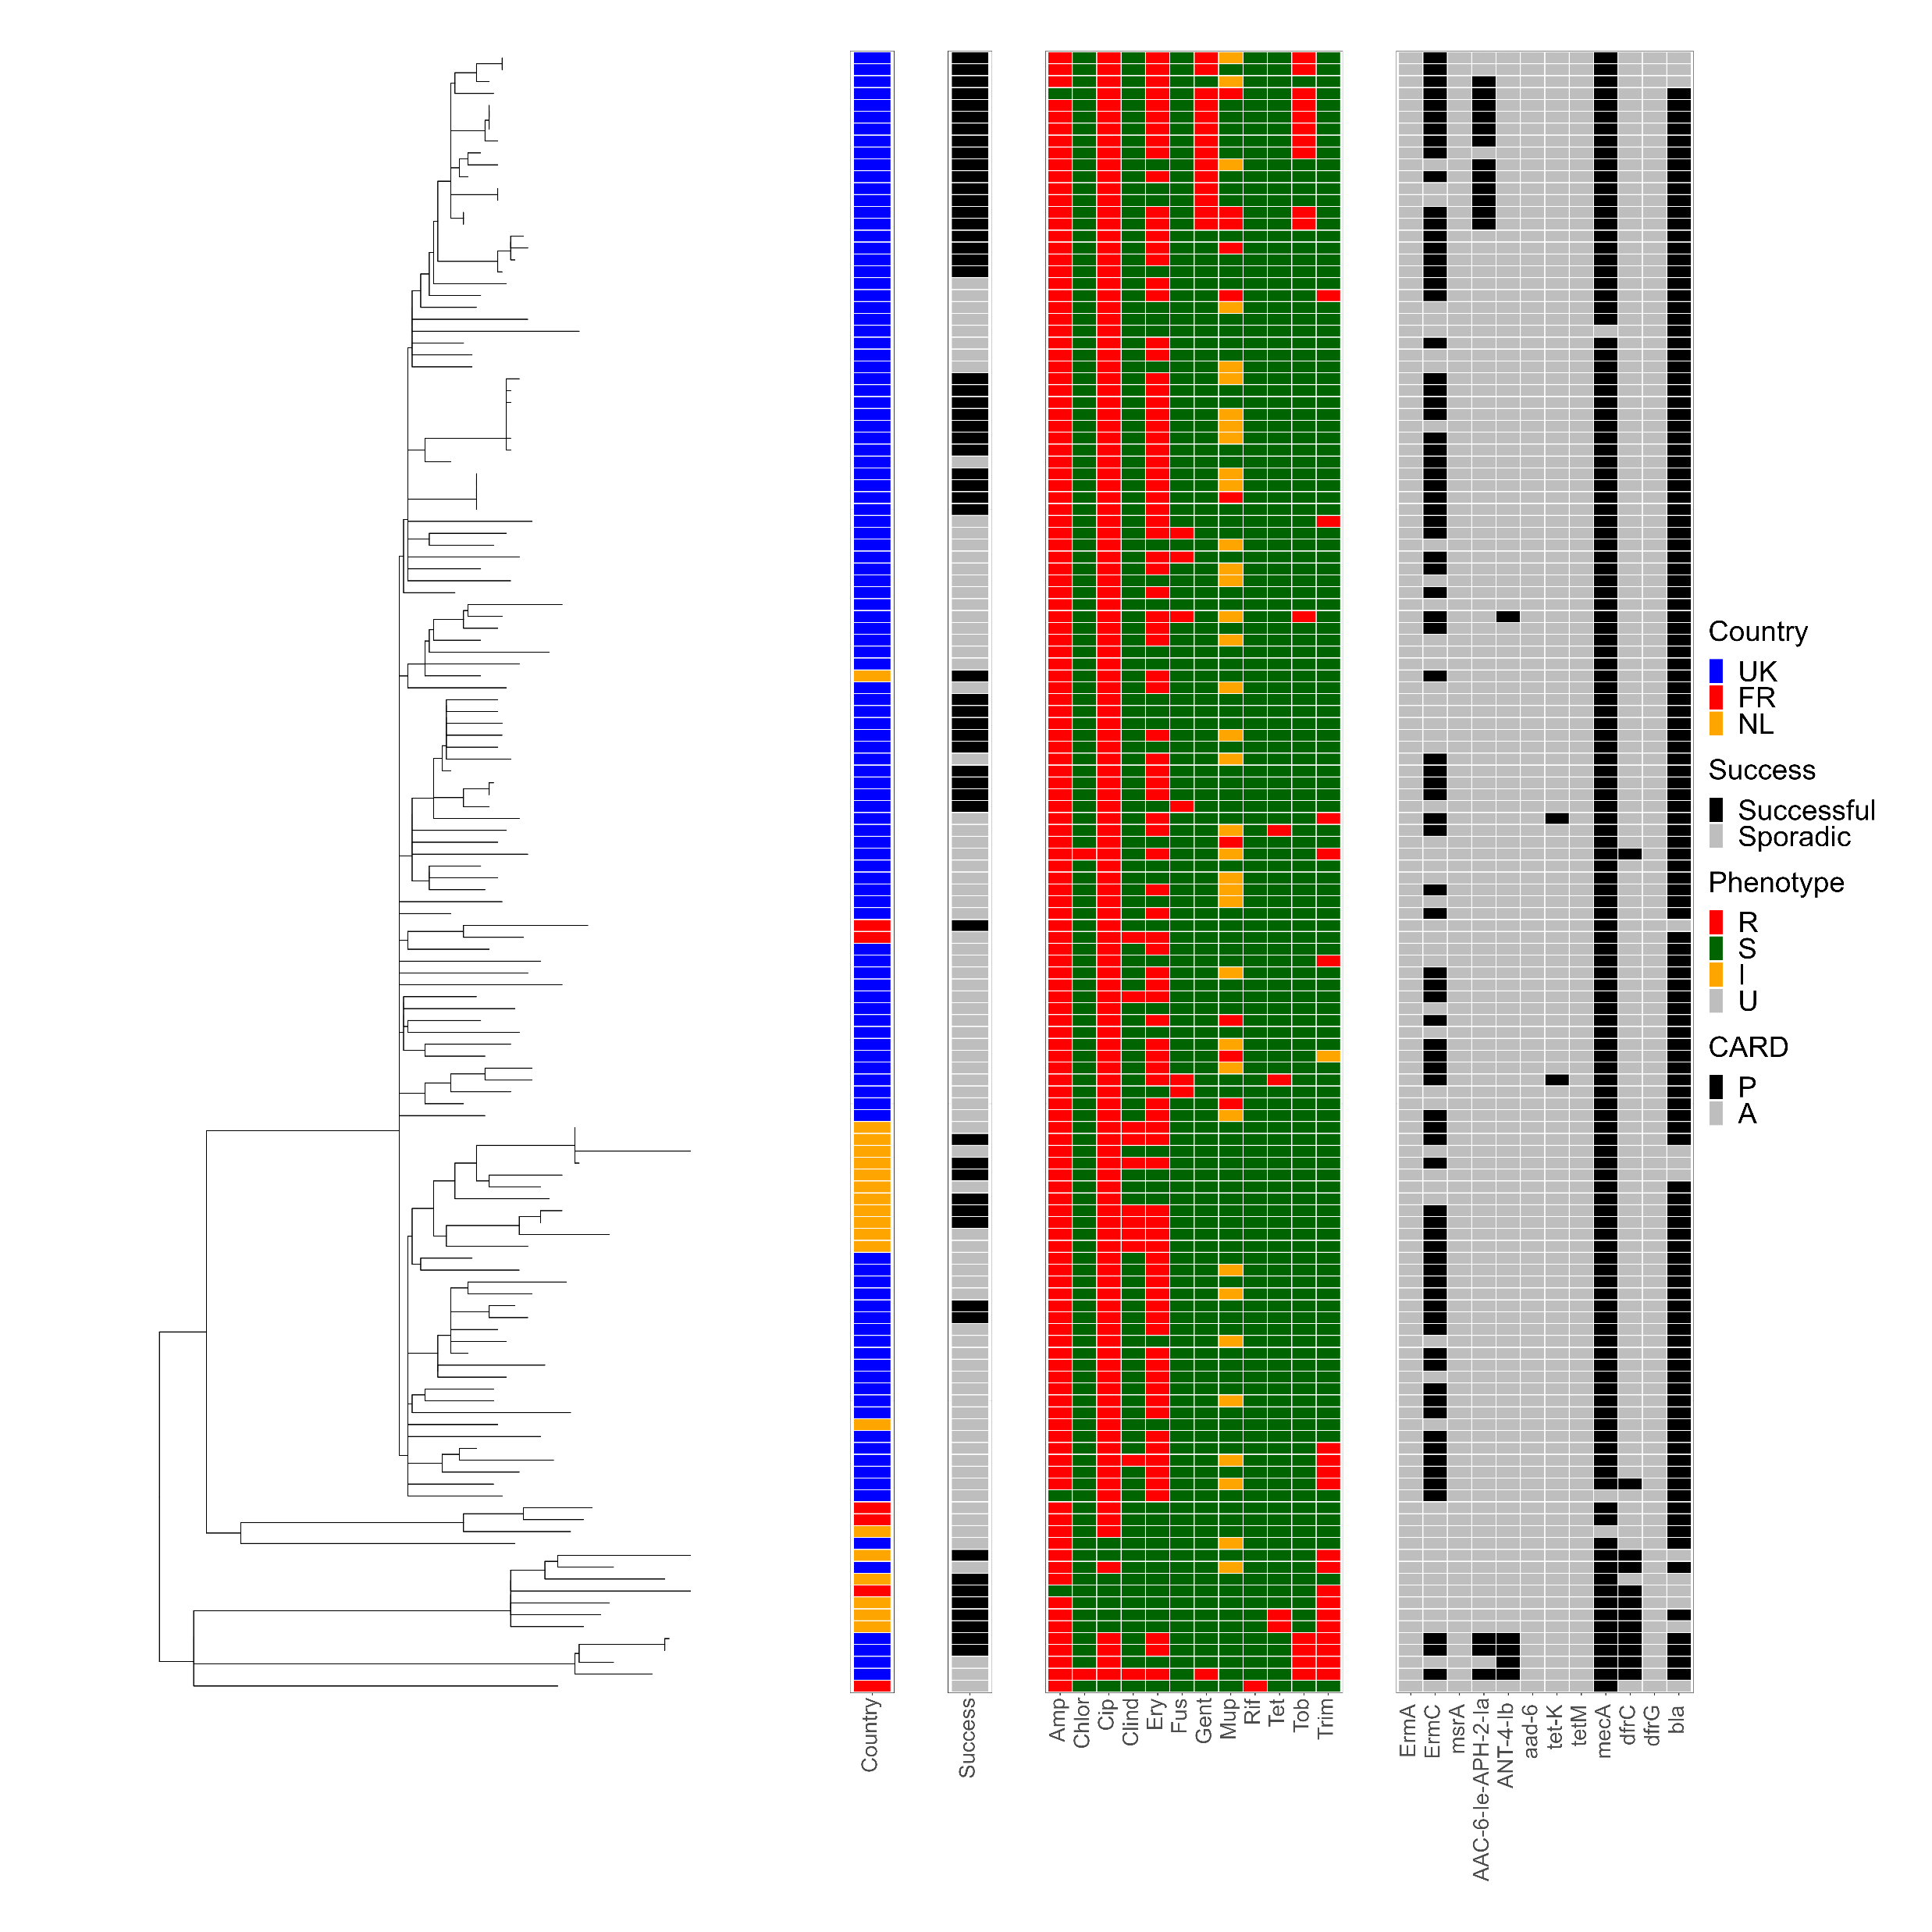 Country
UK
FR
NL
Success
Successful
Sporadic
Phenotype
R
S
I
U
CARD
P
A
Country
Success
Amp
Chlor
Cip
Clind
Ery
Fus
Gent
Mup
Rif
Tet
Tob
Trim
ErmA
ErmC
msrA
AAC-6-Ie-APH-2-Ia
ANT-4-Ib
aad-6
tet-K
tetM
mecA
dfrC
dfrG
bla